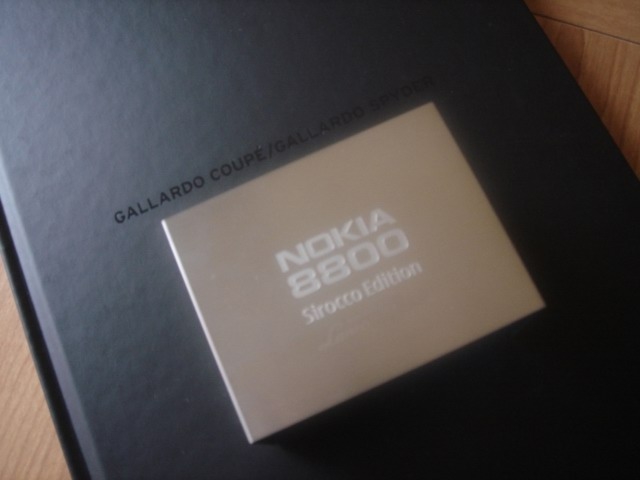 GALLARDO COUPÉ/GALLARDO SPYDER
NOKIA
8800
Sirocco Edition